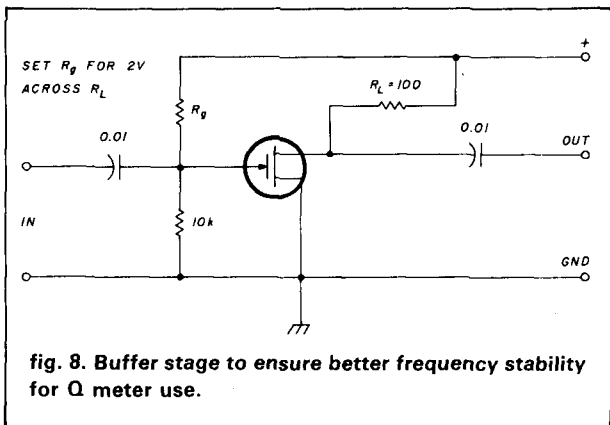 SET Rg FOR 2V
ACROSS RL
+
RL = 100
Rg
0.01
0.01
OUT
IN
10k
GND
fig. 8. Buffer stage to ensure better frequency stability
for Q meter use.